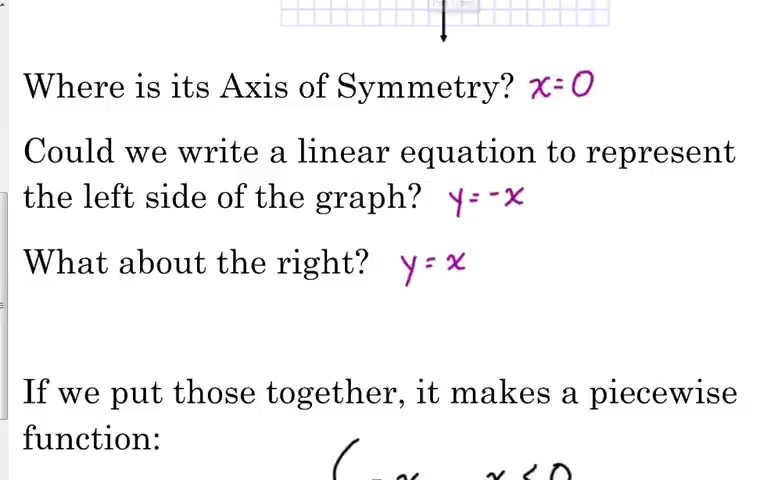 Where is its Axis of Symmetry? x=0
Could we write a linear equation to represent
the left side of the graph? y=-x
What about the right? y=x
If we put those together, it makes a piecewise
function:
-x x<0